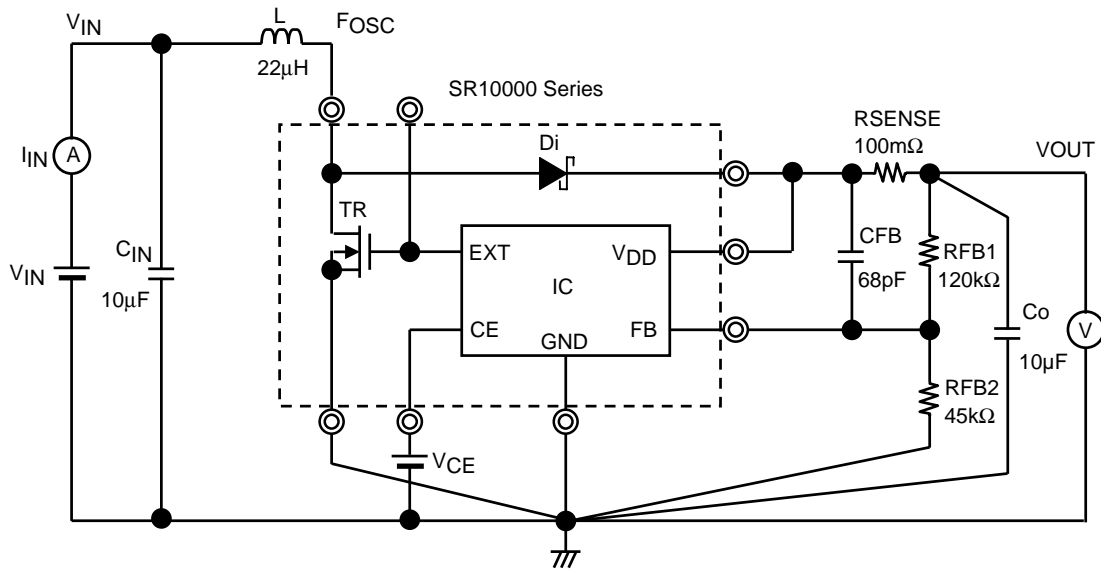 VIN
L
FOSC
22μH
SR10000 Series
RSENSE
100mΩ
Di
VOUT
IIN
A
TR
CIN
10μF
VIN
EXT
VDD
IC
CE
FB
GND
CFB
68pF
RFB1
120kΩ
Co
10μF
V
RFB2
45kΩ
VCE